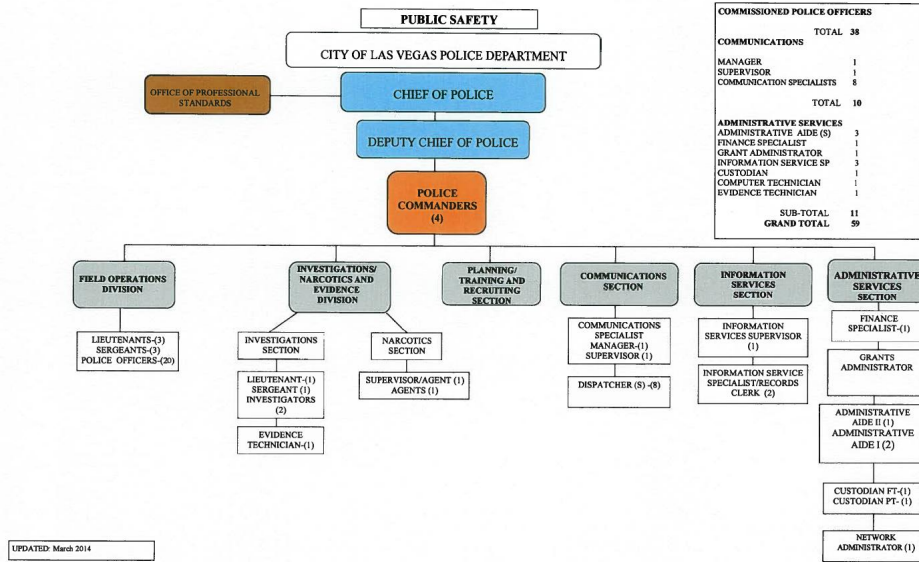 PUBLIC SAFETY
CITY OF LAS VEGAS POLICE DEPARTMENT
OFFICE OF PROFESSIONAL
STANDARDS
CHIEF OF POLICE
DEPUTY CHIEF OF POLICE
POLICE
COMMANDERS
(4)
COMMISSIONED POLICE OFFICERS
TOTAL 38
COMMUNICATIONS
MANAGER 1
SUPERVISOR 1
COMMUNICATION SPECIALISTS 8
TOTAL 10
ADMINISTRATIVE SERVICES
ADMINISTRATIVE AIDE (S) 3
FINANCE SPECIALIST 1
GRANT ADMINISTRATOR 1
INFORMATION SERVICE SP 3
CUSTODIAN 1
COMPUTER TECHNICIAN 1
EVIDENCE TECHNICIAN 1
SUB-TOTAL 11
GRAND TOTAL 59
FIELD OPERATIONS
DIVISION
LIEUTENANTS-(3)
SERGEANTS-(3)
POLICE OFFICERS-(20)
INVESTIGATIONS/
NARCOTICS AND
EVIDENCE
DIVISION
INVESTIGATIONS
SECTION
LIEUTENANT-(1)
SERGEANT (1)
INVESTIGATORS
(2)
EVIDENCE
TECHNICIAN-(1)
NARCOTICS
SECTION
SUPERVISOR/AGENT (1)
AGENTS (1)
PLANNING/
TRAINING AND
RECRUITING
SECTION
COMMUNICATIONS
SECTION
COMMUNICATIONS
SPECIALIST
MANAGER-(1)
SUPERVISOR (1)
DISPATCHER (S) -(8)
INFORMATION
SERVICES
SECTION
INFORMATION
SERVICES SUPERVISOR
(1)
INFORMATION SERVICE
SPECIALIST/RECORDS
CLERK (2)
ADMINISTRATIVE
SERVICES
SECTION
FINANCE
SPECIALIST-(1)
GRANTS
ADMINISTRATOR
ADMINISTRATIVE
AIDE II (1)
ADMINISTRATIVE
AIDE I (2)
CUSTODIAN FT-(1)
CUSTODIAN PT- (1)
NETWORK
ADMINISTRATOR (1)
UPDATED: March 2014